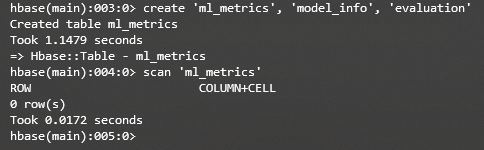 hbase(main):003:0> create 'ml_metrics', 'model_info', 'evaluation'
Created table ml_metrics
Took 1.1479 seconds
=> Hbase::Table - ml_metrics
hbase(main):004:0> scan 'ml_metrics'
ROW COLUMN+CELL
0 row(s)
Took 0.0172 seconds
hbase(main):005:0>